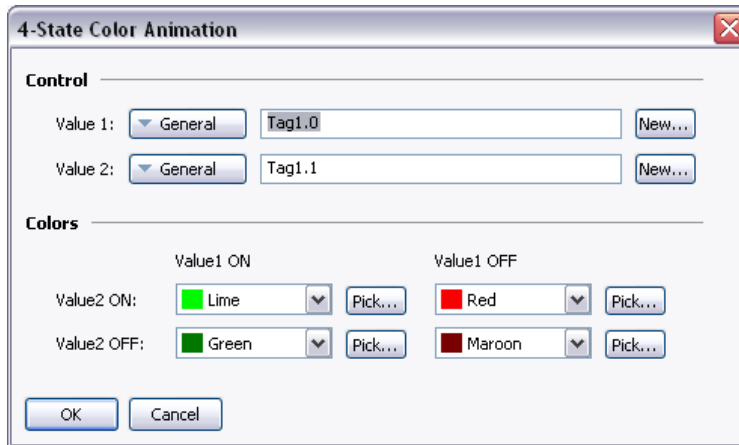 4-State Color Animation
Control
Value 1: General Tag1.0 New...
Value 2: General Tag1.1 New...
Colors
Value1 ON Value1 OFF
Value2 ON: Lime Pick... Red Pick...
Value2 OFF: Green Pick... Maroon Pick...
OK Cancel